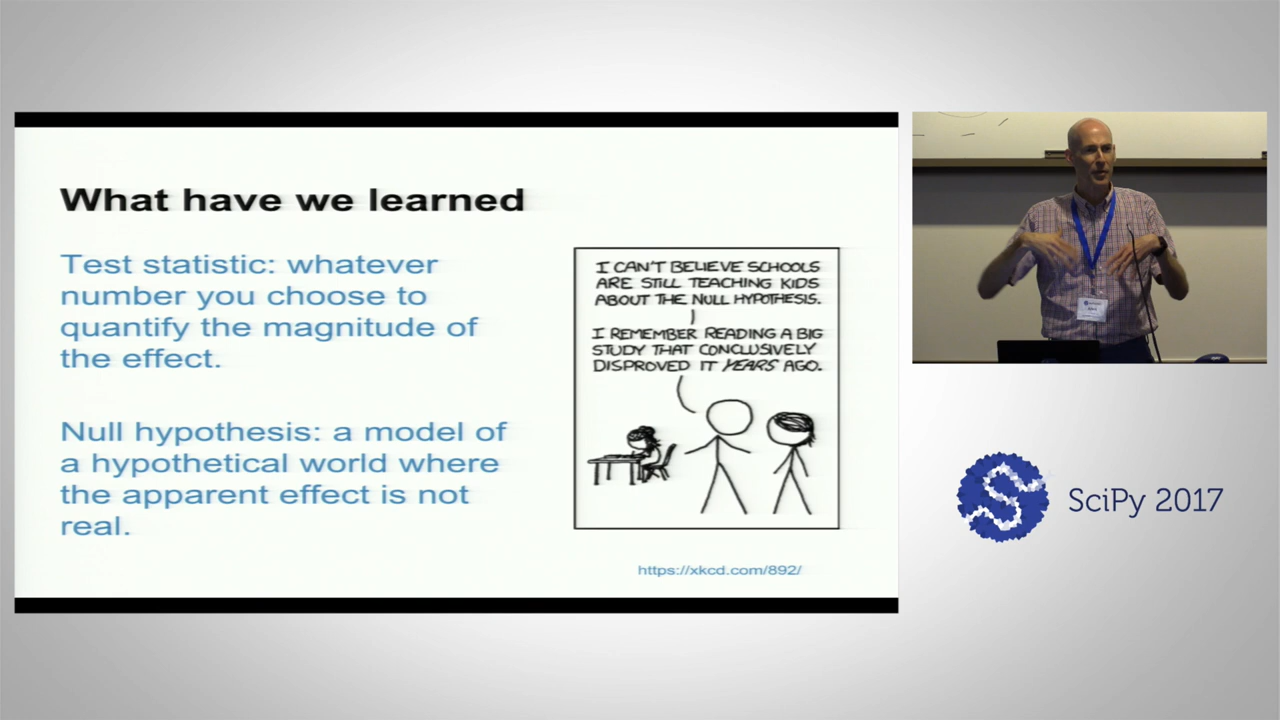 What have we learned
Test statistic: whatever
number you choose to
quantify the magnitude of
the effect.
Null hypothesis: a model of
a hypothetical world where
the apparent effect is not
real.
I CAN'T BELIEVE SCHOOLS
ARE STILL TEACHING KIDS
ABOUT THE NULL HYPOTHESIS.
I REMEMBER READING A BIG
STUDY THAT CONCLUSIVELY
DISPROVED IT YEARS AGO.
https://xkcd.com/892/
SciPy 2017